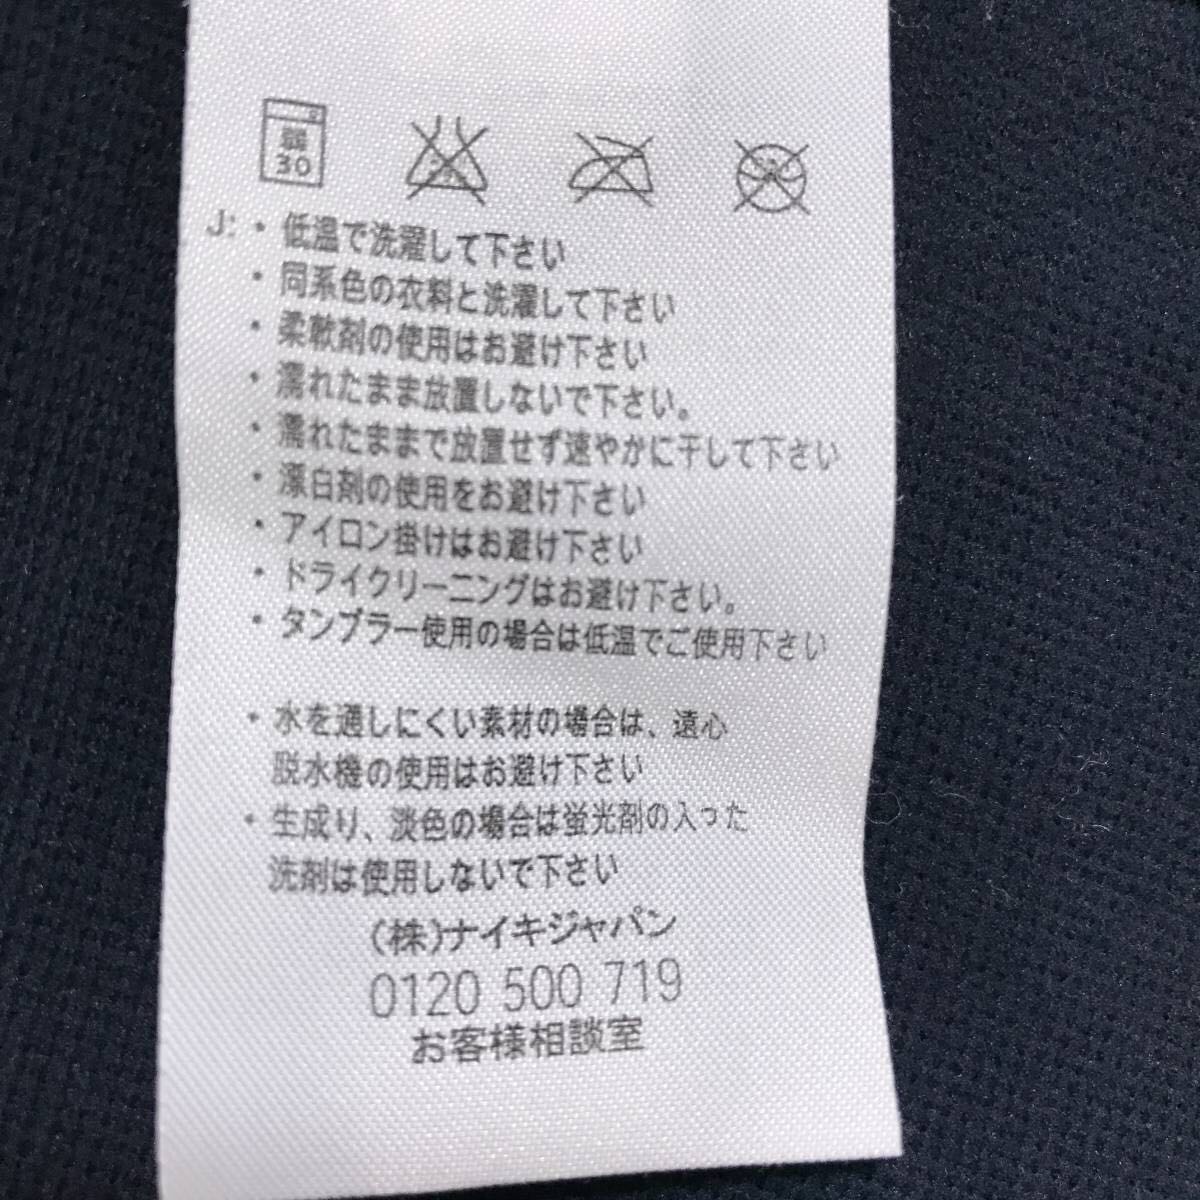 弱
30
J: ・低温で洗濯して下さい
・同系色の衣料と洗濯して下さい
・柔軟剤の使用はお避け下さい
・濡れたまま放置しないで下さい。
・濡れたままで放置せず速やかに干して下さい
・漂白剤の使用をお避け下さい
・アイロン掛けはお避け下さい
・ドライクリーニングはお避け下さい。
・タンブラー使用の場合は低温でご使用下さい
・水を通しにくい素材の場合は、遠心
脱水機の使用はお避け下さい
・生成り、淡色の場合は蛍光剤の入った
洗剤は使用しないで下さい
(株)ナイキジャパン
0120 500 719
お客様相談室